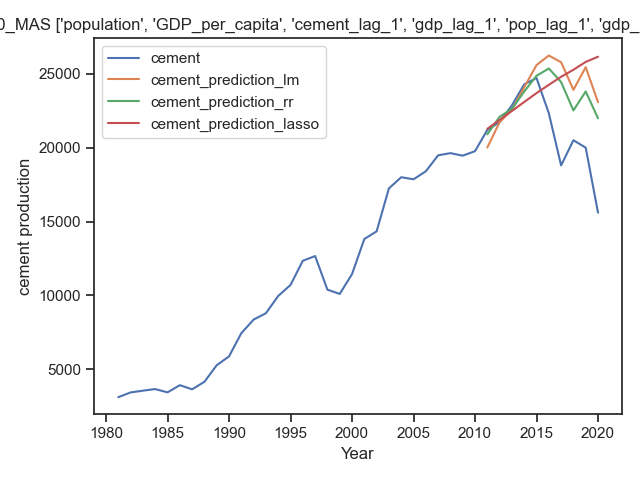 0_MAS ['population', 'GDP_per_capita', 'cement_lag_1', 'gdp_lag_1', 'pop_lag_1', 'gdp_
cement
cement_prediction_lm
cement_prediction_rr
cement_prediction_lasso
25000
20000
15000
10000
5000
cement production
1980 1985 1990 1995 2000 2005 2010 2015 2020
Year